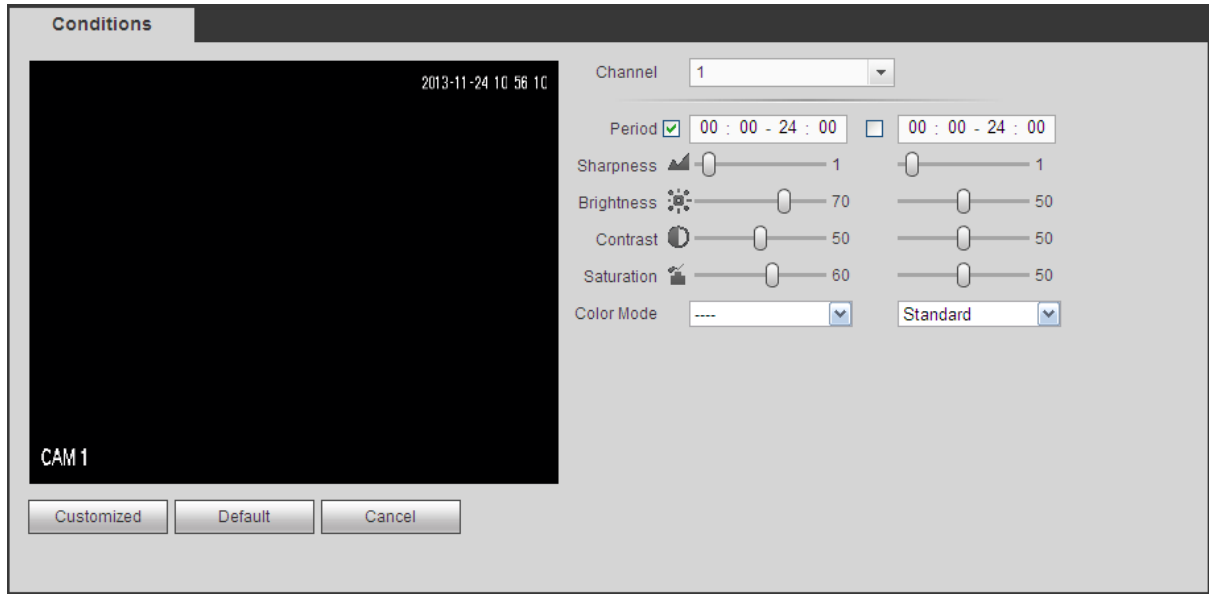 Conditions
2013-11-24 10 56 10
CAM 1
Customized Default Cancel
Channel 1
Period 00 : 00 - 24 : 00 00 : 00 - 24 : 00
Sharpness 1 1
Brightness 70 50
Contrast 50 50
Saturation 60 50
Color Mode ---- Standard